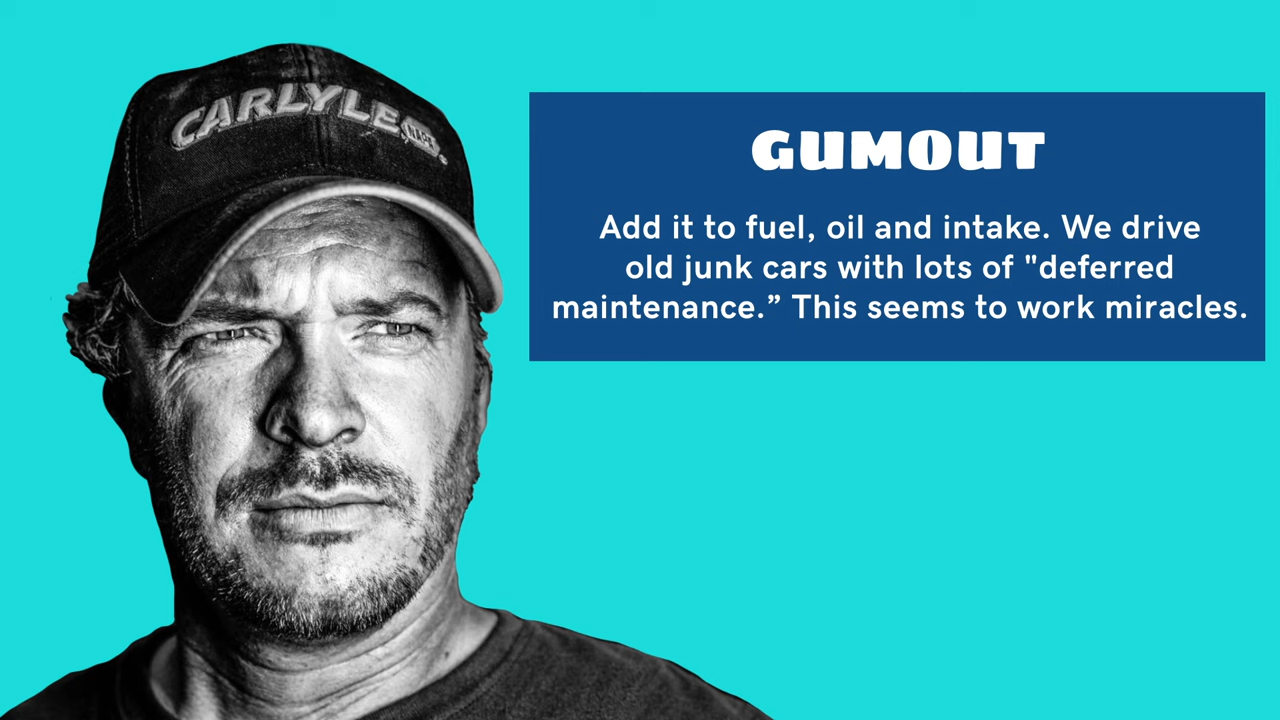 CARLYLE
GUMOUT
Add it to fuel, oil and intake. We drive
old junk cars with lots of "deferred
maintenance.” This seems to work miracles.